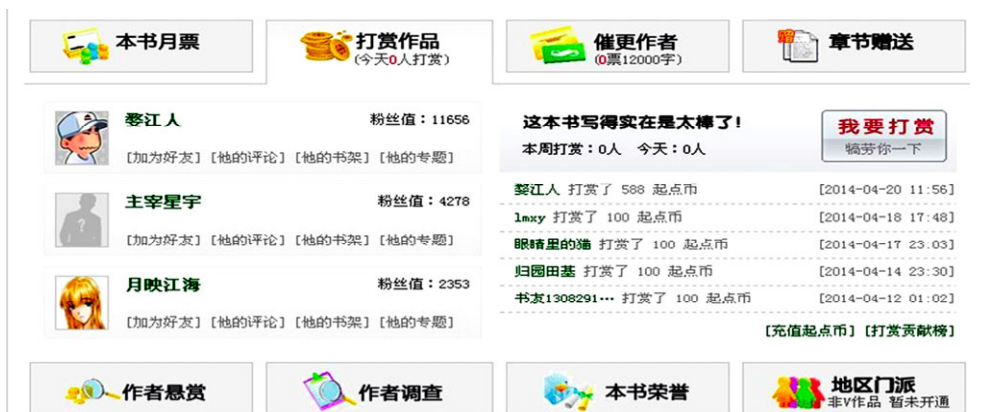 本书月票
打赏作品
(今天0人打赏)
催更作者
(0票12000字)
章节赠送
婺江人 粉丝值：11656
[加为好友] [他的评论] [他的书架] [他的专题]
主宰星宇 粉丝值：4278
[加为好友] [他的评论] [他的书架] [他的专题]
月映江海 粉丝值：2353
[加为好友] [他的评论] [他的书架] [他的专题]
这本书写得实在是太棒了!
本周打赏：0人 今天：0人
我要打赏
犒劳你一下
婺江人 打赏了 588 起点币 [2014-04-20 11:56]
lmxy 打赏了 100 起点币 [2014-04-18 17:48]
眼睛里的猫 打赏了 100 起点币 [2014-04-17 23.03]
归园田基 打赏了 100 起点币 [2014-04-14 23:30]
书友1308291… 打赏了 100 起点币 [2014-04-12 01:02]
[充值起点币] [打赏贡献榜]
作者悬赏
作者调查
本书荣誉
地区门派
非V作品 暂未开通